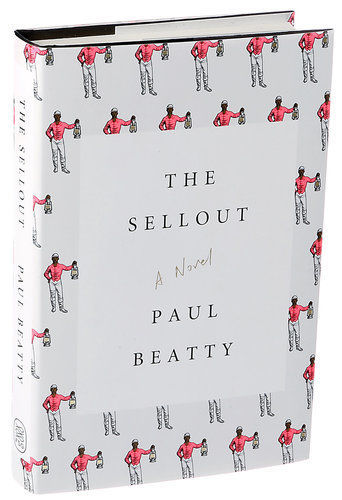 THE
SELLOUT
A Novel
PAUL
BEATTY
THE SELLOUT PAUL BEATTY